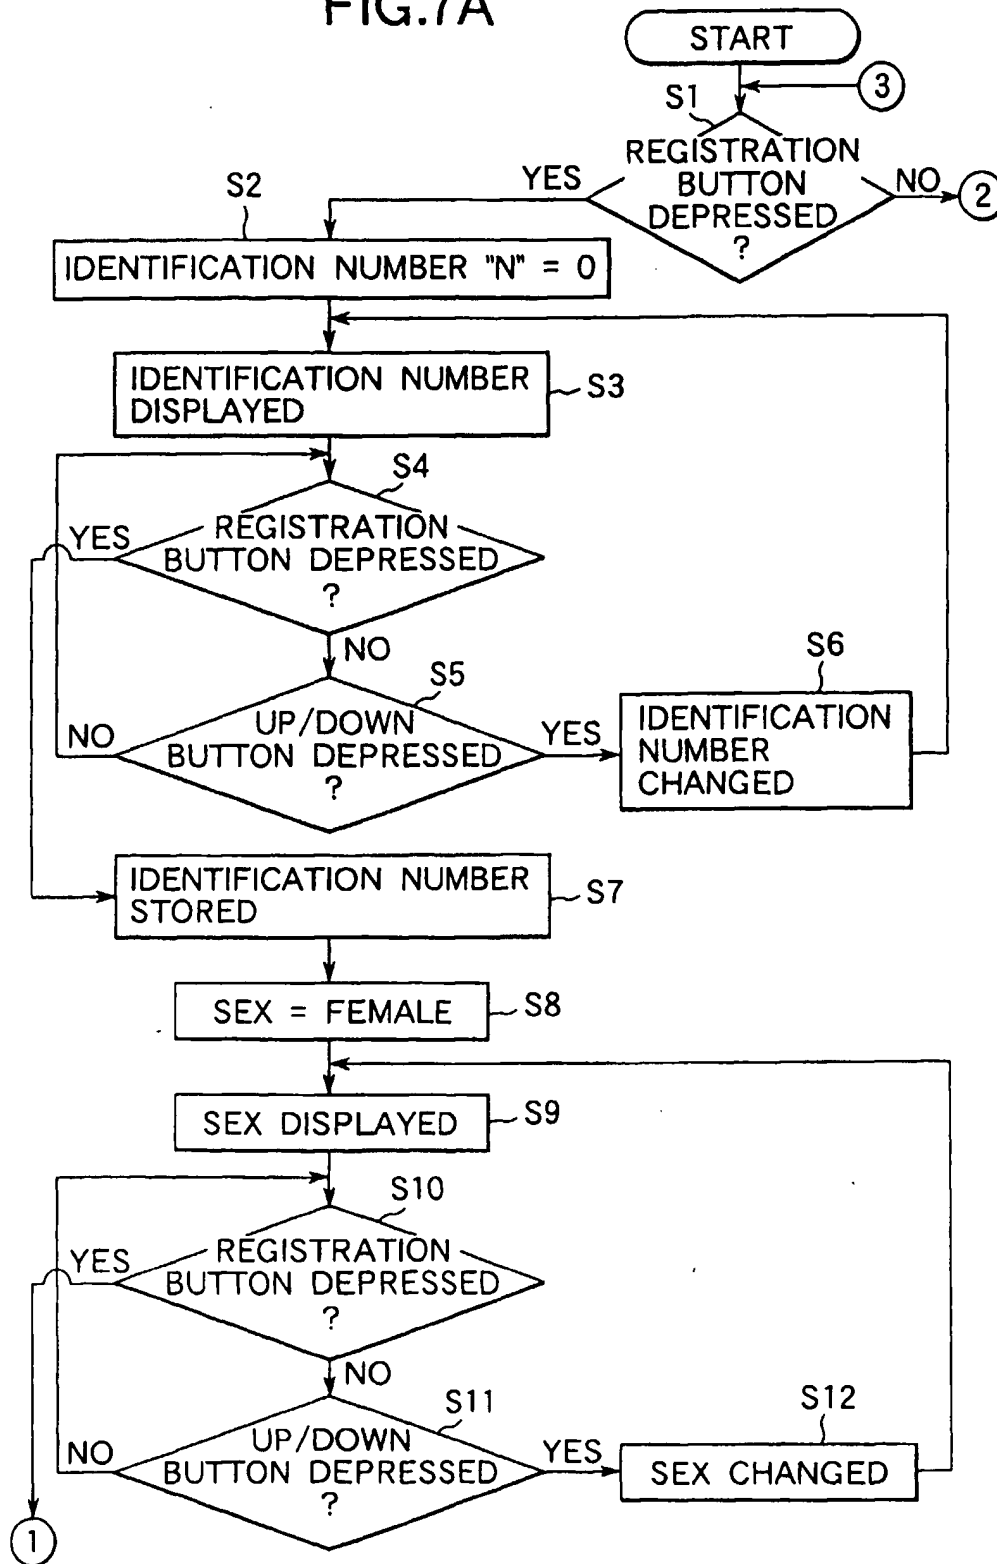 FIG.7A
START
3
S1
REGISTRATION
BUTTON
DEPRESSED
?
YES
NO
2
S2
IDENTIFICATION NUMBER "N" = 0
IDENTIFICATION NUMBER
DISPLAYED
S3
S4
REGISTRATION
BUTTON DEPRESSED
?
YES
NO
S5
UP/DOWN
BUTTON DEPRESSED
?
NO
YES
S6
IDENTIFICATION
NUMBER
CHANGED
IDENTIFICATION NUMBER
STORED
S7
SEX = FEMALE
S8
SEX DISPLAYED
S9
S10
REGISTRATION
BUTTON DEPRESSED
?
YES
NO
S11
UP/DOWN
BUTTON DEPRESSED
?
NO
YES
S12
SEX CHANGED
1